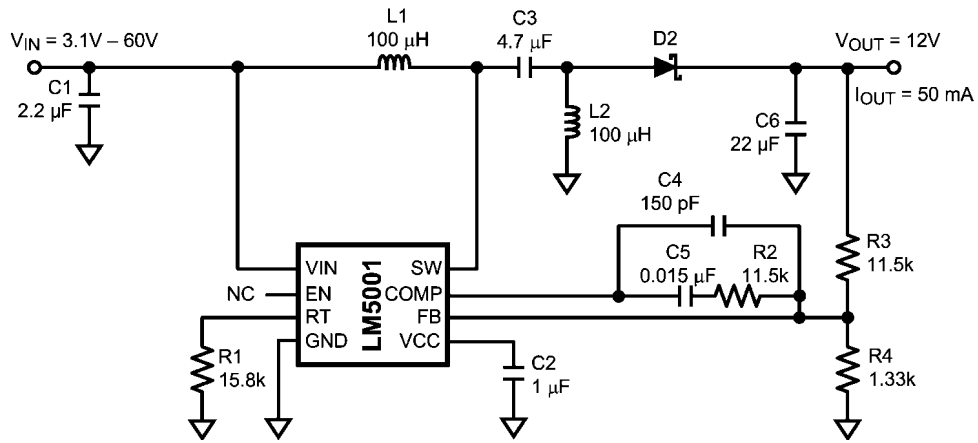 VIN = 3.1V – 60V
L1
100 μH
C3
4.7 μF
D2
VOUT = 12V
IOUT = 50 mA
C1
2.2 μF
L2
100 μH
C6
22 μF
C4
150 pF
C5
0.015 μF
R2
11.5k
R3
11.5k
LM5001
VIN
SW
NC
EN
COMP
RT
FB
GND
VCC
R1
15.8k
C2
1 μF
R4
1.33k